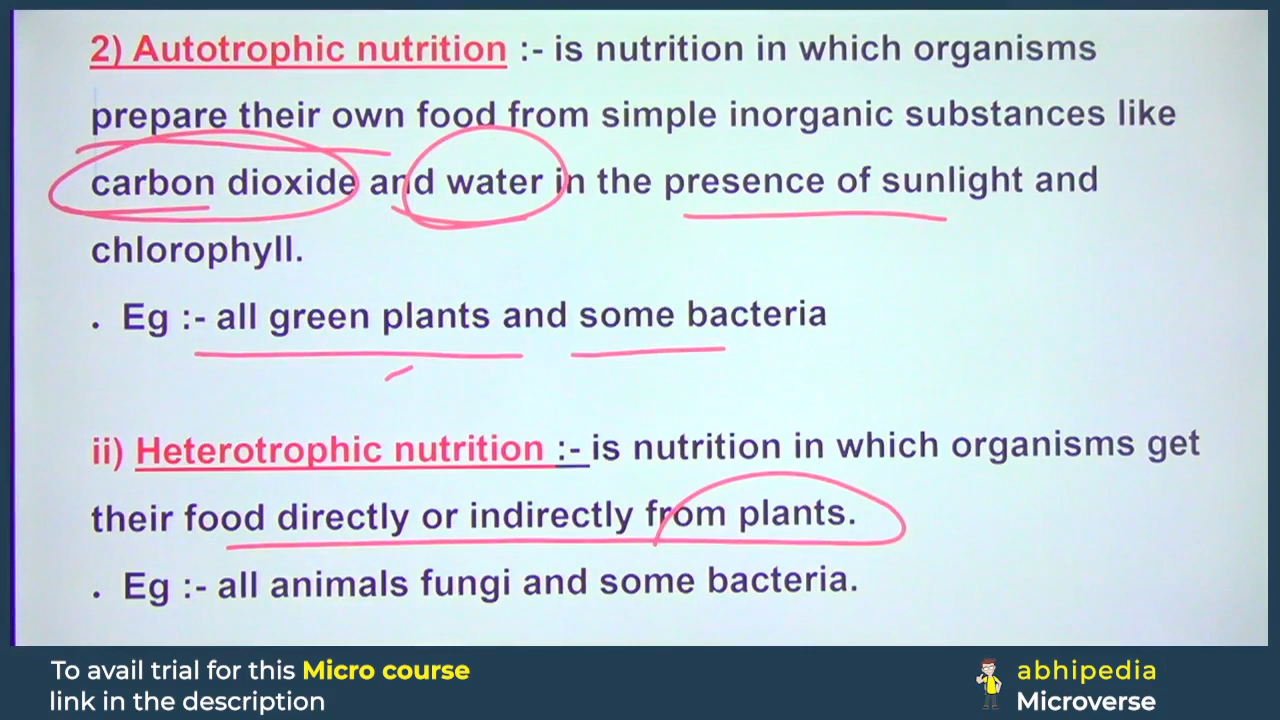 2) Autotrophic nutrition :- is nutrition in which organisms
prepare their own food from simple inorganic substances like
carbon dioxide and water in the presence of sunlight and
chlorophyll.
. Eg :- all green plants and some bacteria
ii) Heterotrophic nutrition :- is nutrition in which organisms get
their food directly or indirectly from plants.
. Eg :- all animals fungi and some bacteria.
To avail trial for this Micro course
link in the description
abhipedia
Microverse